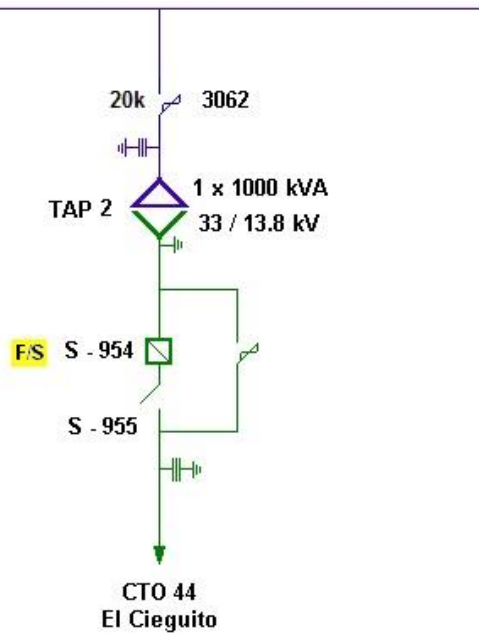 20k 3062
1 x 1000 kVA
TAP 2
33 / 13.8 kV
F/S S - 954
S - 955
CTO 44
El Cieguito